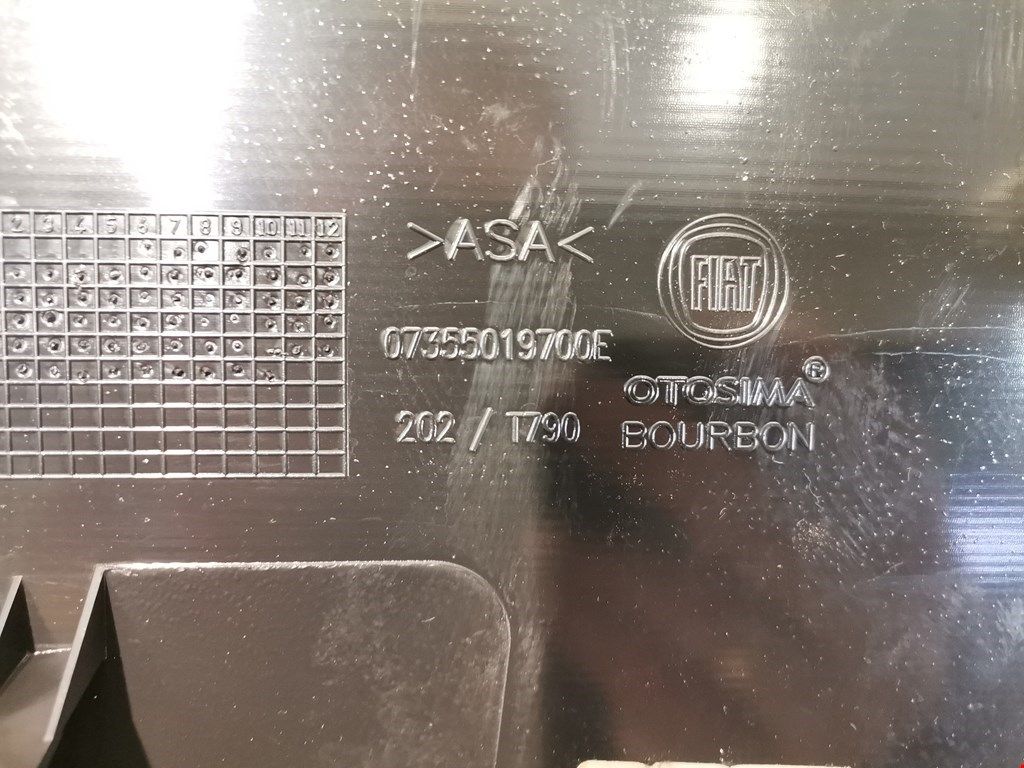 2 3 4 5 6 7 8 9 10 11 12
>ASA<
07355019700E
202 / T790
FIAT
OTOSIMA®
BOURBON